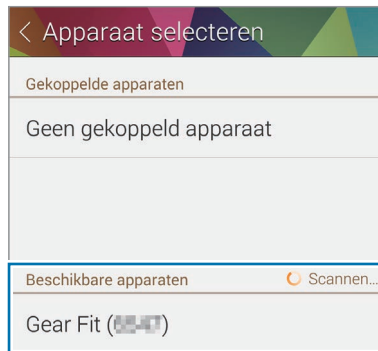 < Apparaat selecteren
Gekoppelde apparaten
Geen gekoppeld apparaat
Beschikbare apparaten
Scannen...
Gear Fit ( )